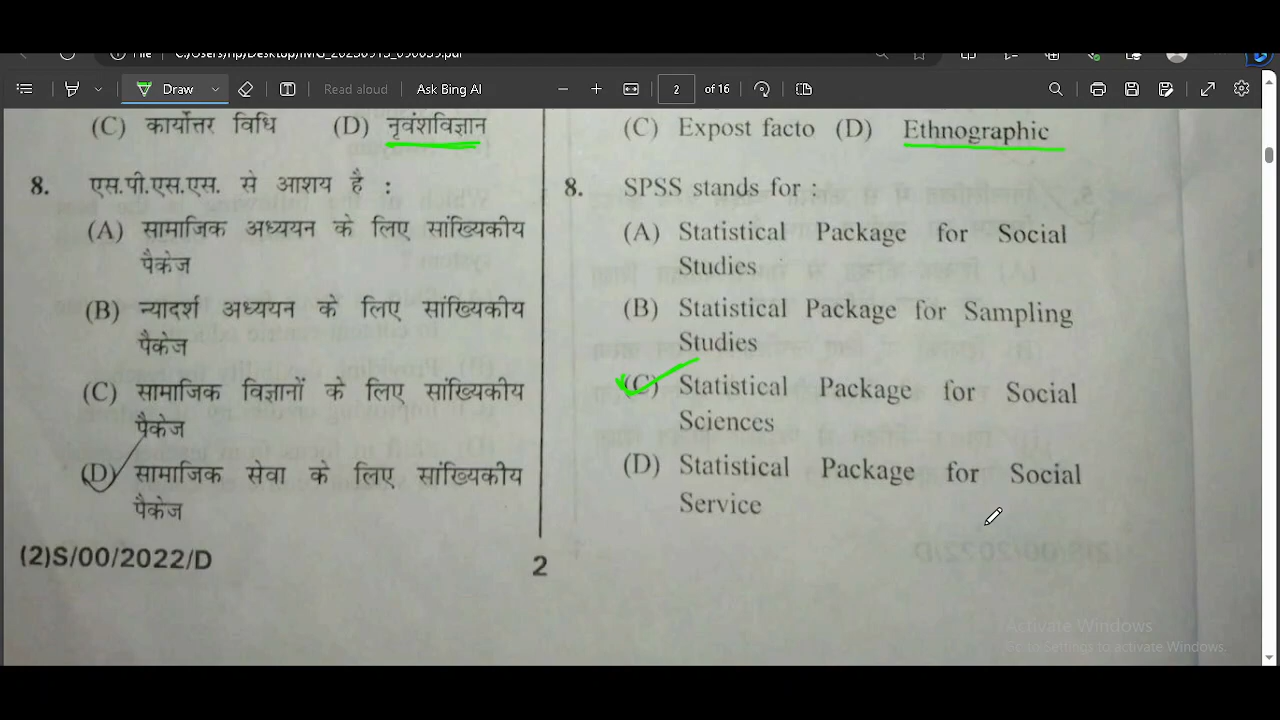 File
C:/Users/hp/Desktop/IMG_20230913_090639.pdf
Draw
Read aloud
Ask Bing AI
2 of 16
(C) कार्योत्तर विधि (D) नृवंशविज्ञान
8. एस.पी.एस.एस. से आशय है :
(A) सामाजिक अध्ययन के लिए सांख्यिकीय
पैकेज
(B) न्यादर्श अध्ययन के लिए सांख्यिकीय
पैकेज
(C) सामाजिक विज्ञानों के लिए सांख्यिकीय
पैकेज
(D) सामाजिक सेवा के लिए सांख्यिकीय
पैकेज
(2)S/00/2022/D
2
(C) Expost facto (D) Ethnographic
8. SPSS stands for :
(A) Statistical Package for Social
Studies
(B) Statistical Package for Sampling
Studies
(C) Statistical Package for Social
Sciences
(D) Statistical Package for Social
Service
Activate Windows
Go to Settings to activate Windows.